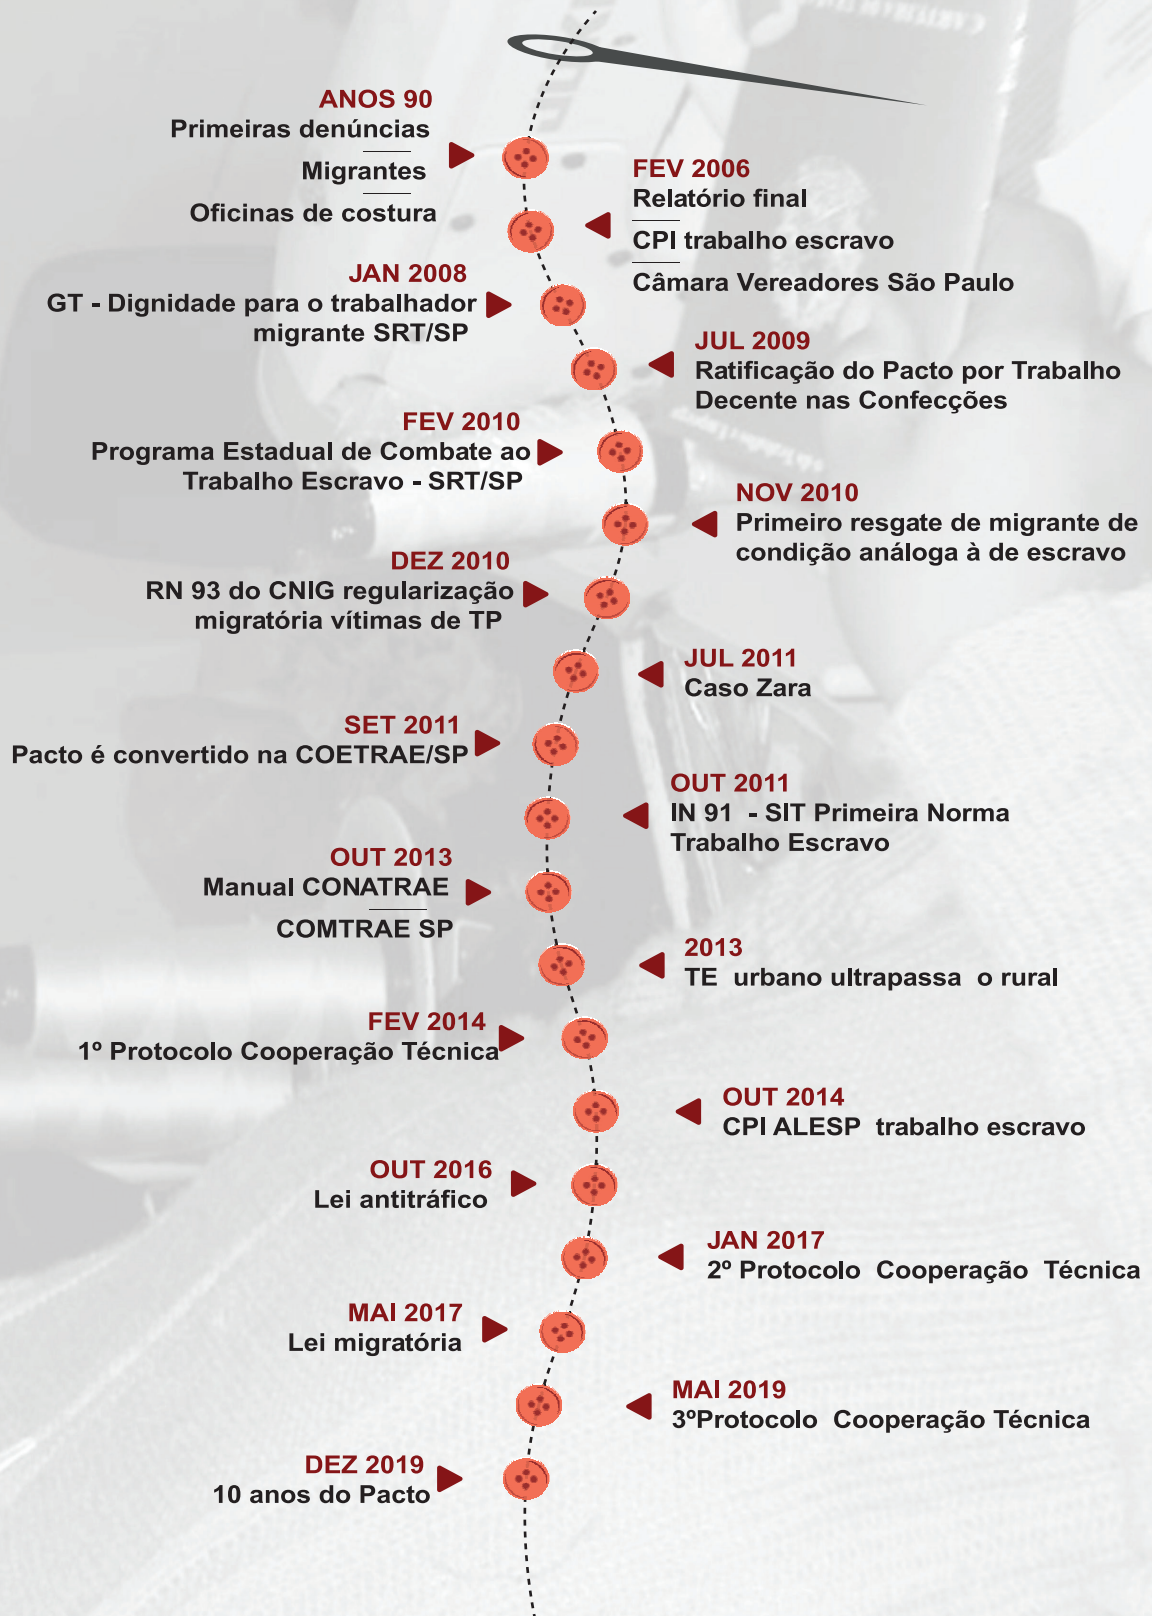 ANOS 90
Primeiras denúncias
Migrantes
Oficinas de costura
FEV 2006
Relatório final
CPI trabalho escravo
Câmara Vereadores São Paulo
JAN 2008
GT - Dignidade para o trabalhador
migrante SRT/SP
JUL 2009
Ratificação do Pacto por Trabalho
Decente nas Confecções
FEV 2010
Programa Estadual de Combate ao
Trabalho Escravo - SRT/SP
NOV 2010
Primeiro resgate de migrante de
condição análoga à de escravo
DEZ 2010
RN 93 do CNIG regularização
migratória vítimas de TP
JUL 2011
Caso Zara
SET 2011
Pacto é convertido na COETRAE/SP
OUT 2011
IN 91  - SIT Primeira Norma
Trabalho Escravo
OUT 2013
Manual CONATRAE
COMTRAE SP
2013
TE  urbano ultrapassa  o rural
FEV 2014
1º Protocolo Cooperação Técnica
OUT 2014
CPI ALESP  trabalho escravo
OUT 2016
Lei antitráfico
JAN 2017
2º Protocolo  Cooperação  Técnica
MAI 2017
Lei migratória
MAI 2019
3ºProtocolo  Cooperação Técnica
DEZ 2019
10 anos do Pacto